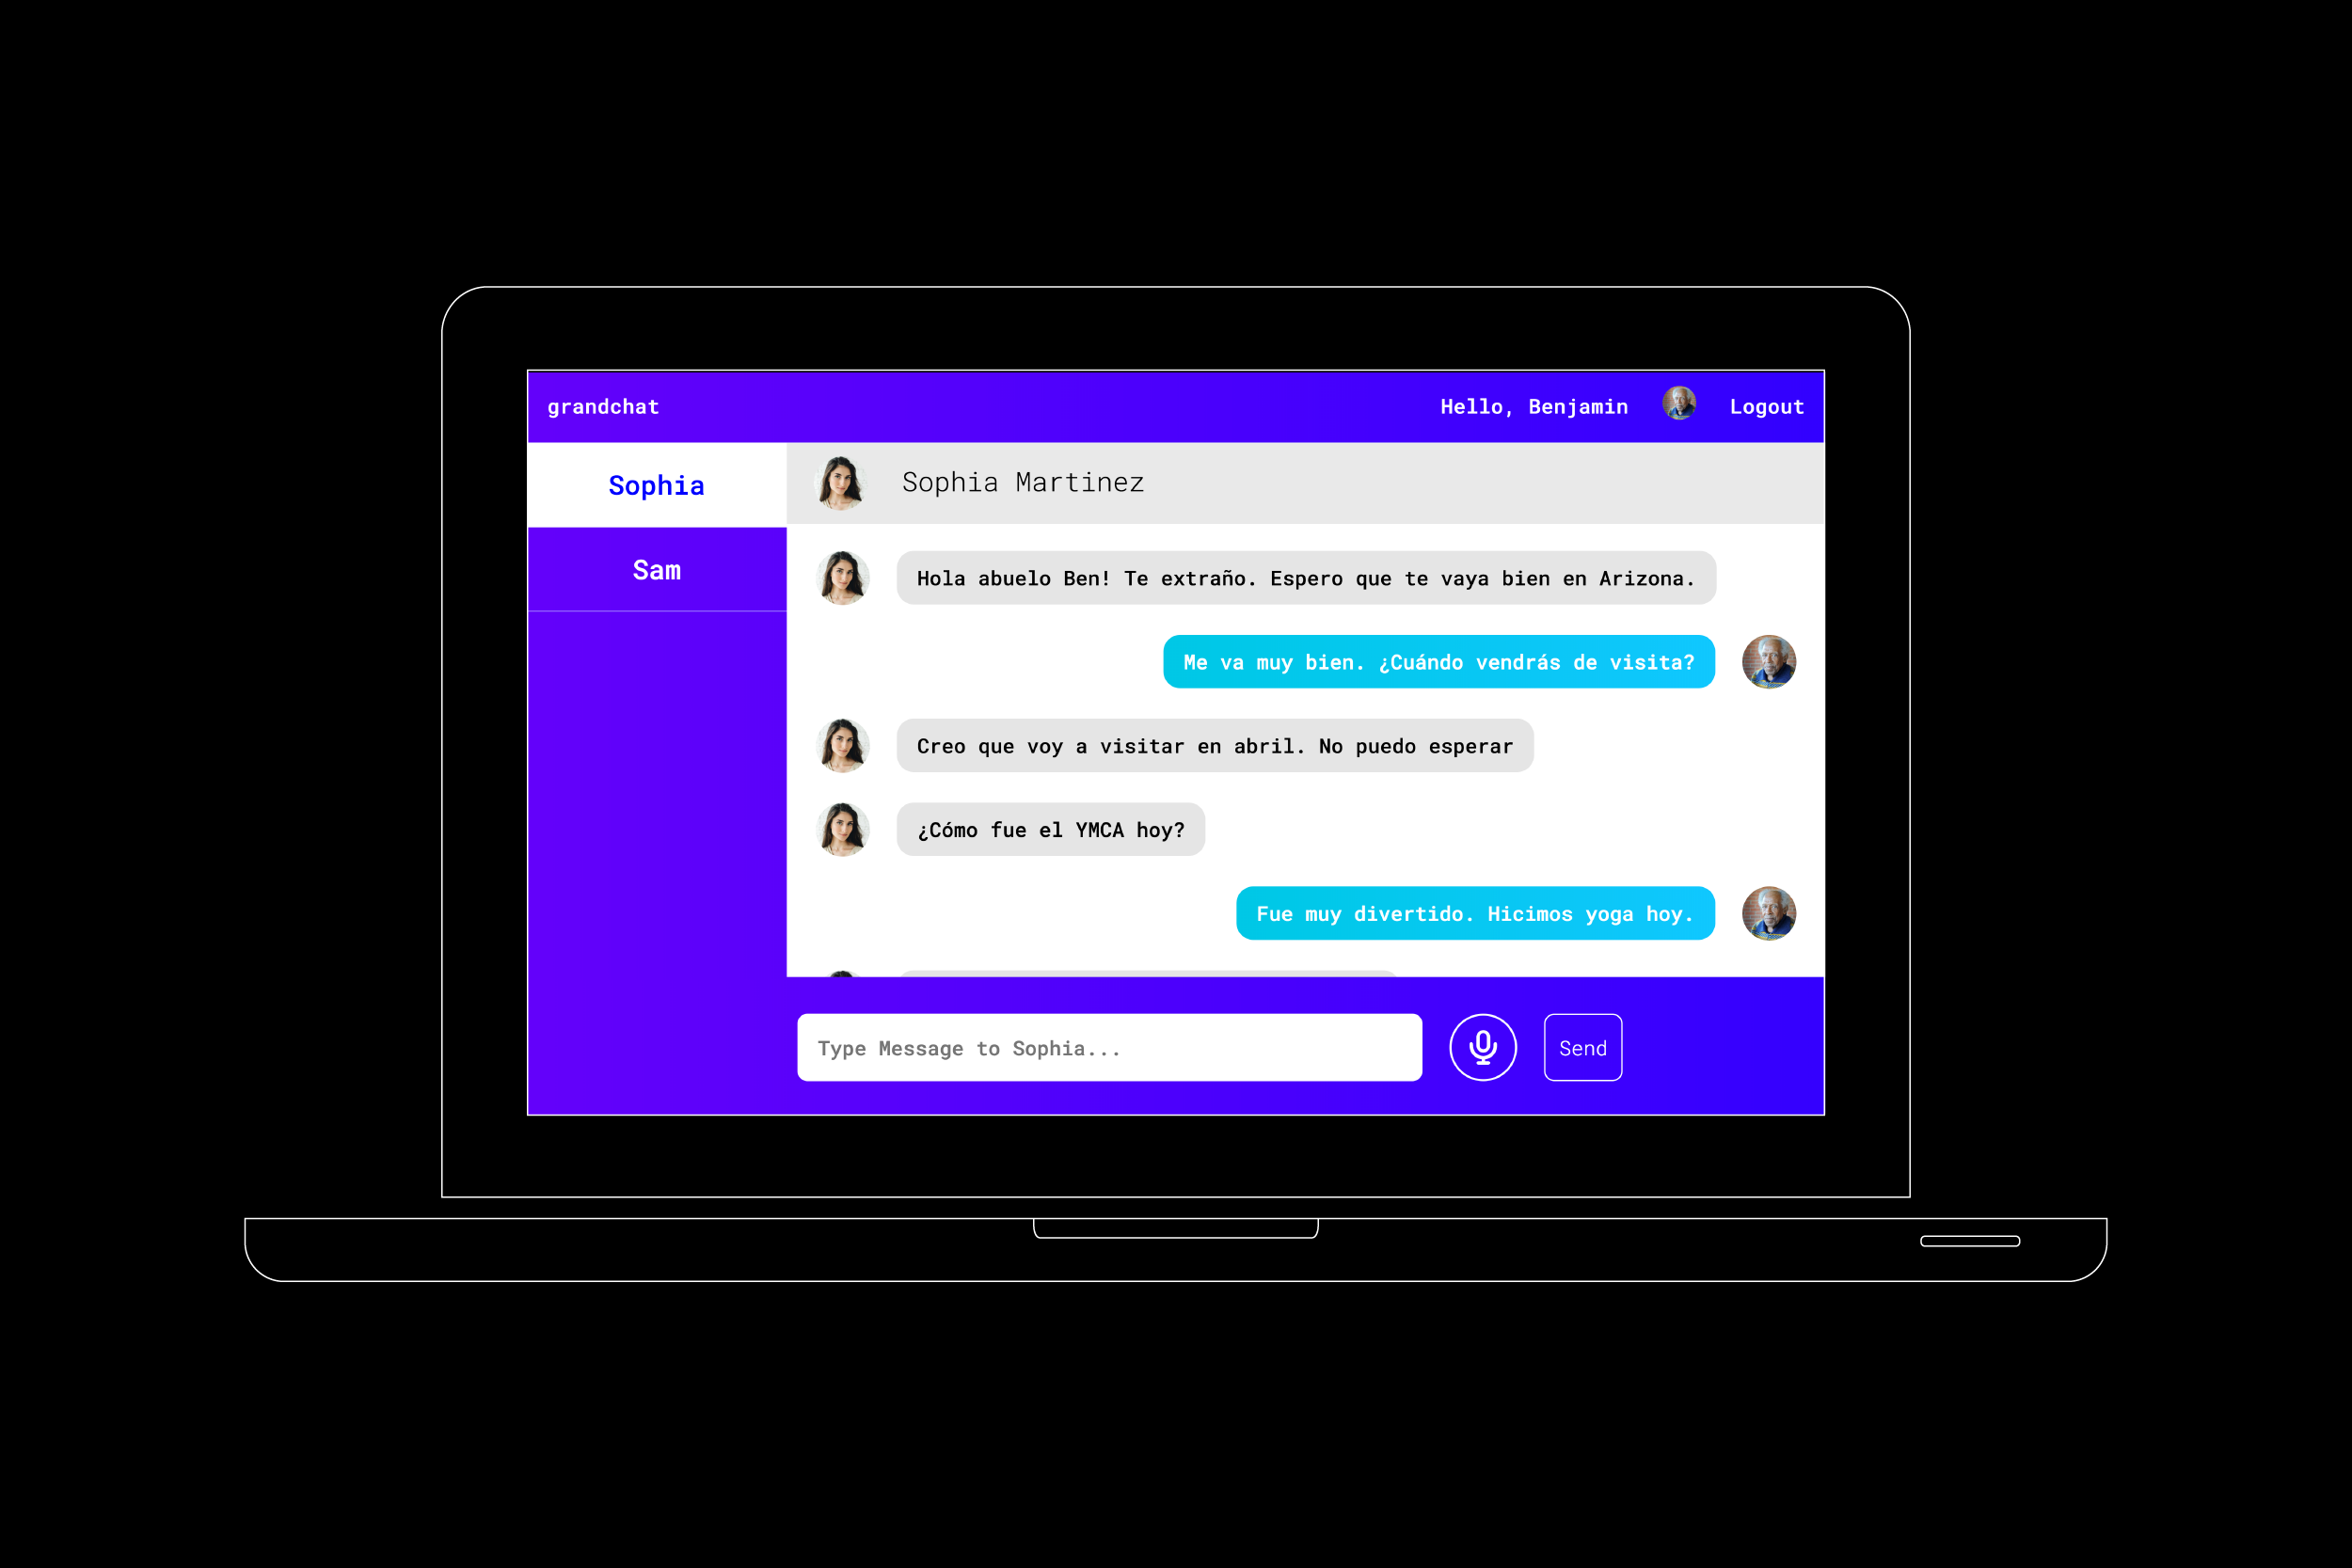 grandchat
Hello, Benjamin
Logout
Sophia
Sam
Sophia Martinez
Hola abuelo Ben! Te extraño. Espero que te vaya bien en Arizona.
Me va muy bien. ¿Cuándo vendrás de visita?
Creo que voy a visitar en abril. No puedo esperar
¿Cómo fue el YMCA hoy?
Fue muy divertido. Hicimos yoga hoy.
Type Message to Sophia...
Send